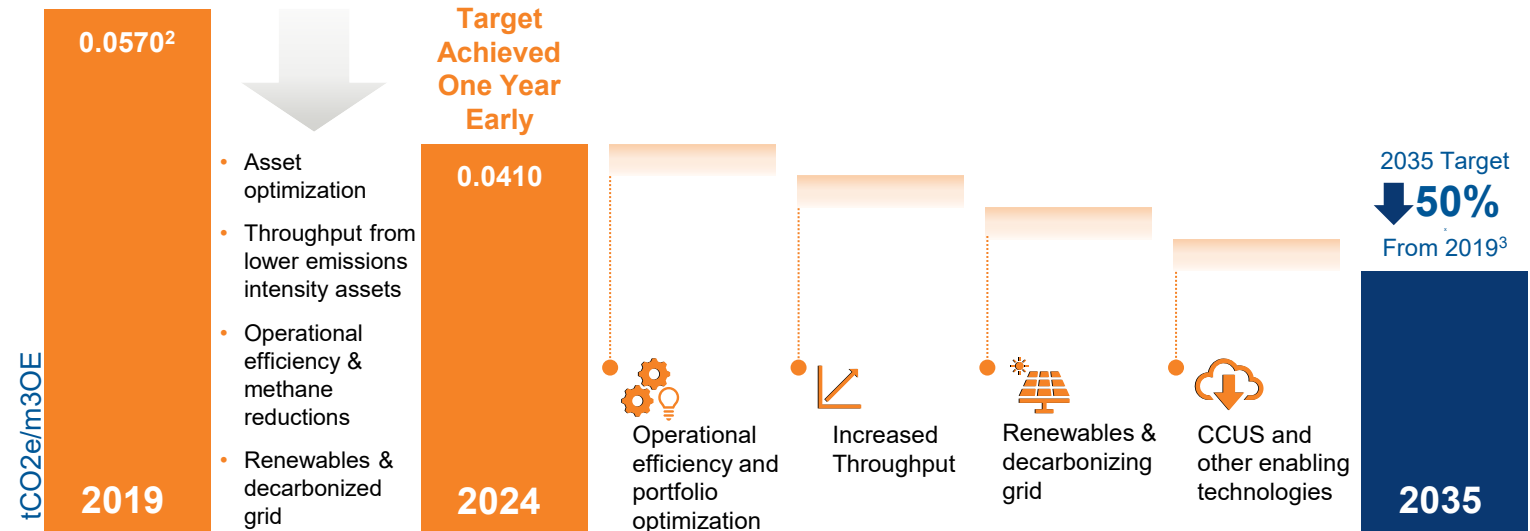 0.0570²
tCO2e/m3OE
2019
• Asset
optimization
• Throughput from
lower emissions
intensity assets
• Operational
efficiency &
methane
reductions
• Renewables &
decarbonized
grid
Target
Achieved
One Year
Early
0.0410
2024
Operational
efficiency and
portfolio
optimization
Increased
Throughput
Renewables &
decarbonizing
grid
CCUS and
other enabling
technologies
2035 Target
50%
From 2019³
2035